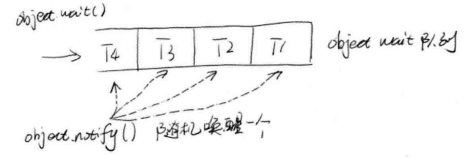 object.wait()
T4 T3 T2 T1
object wait 队列
object.notify() 随机唤醒一个